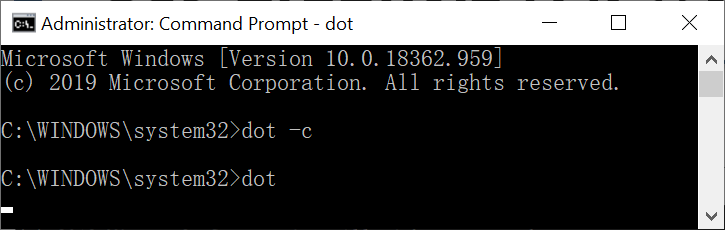 Administrator: Command Prompt - dot
Microsoft Windows [Version 10.0.18362.959]
(c) 2019 Microsoft Corporation. All rights reserved.
C:\WINDOWS\system32>dot -c
C:\WINDOWS\system32>dot